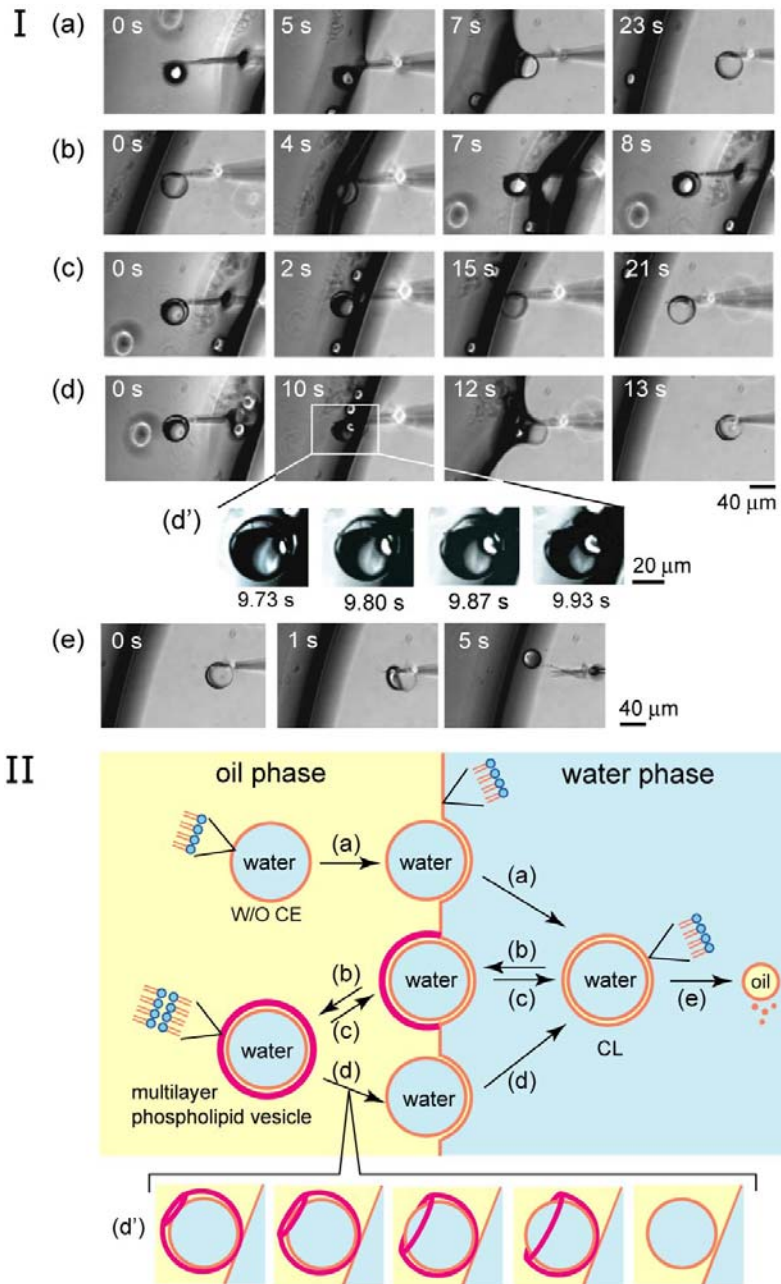 I
(a) 0 s 5 s 7 s 23 s
(b) 0 s 4 s 7 s 8 s
(c) 0 s 2 s 15 s 21 s
(d) 0 s 10 s 12 s 13 s
40 μm
(d')
20 μm
9.73 s 9.80 s 9.87 s 9.93 s
(e) 0 s 1 s 5 s
40 μm
II
oil phase water phase
water (a) water
W/O CE
(a)
(b) water (b) water (e) oil
(c) (c)
CL
water (d) water (d)
multilayer
phospholipid vesicle
(d')